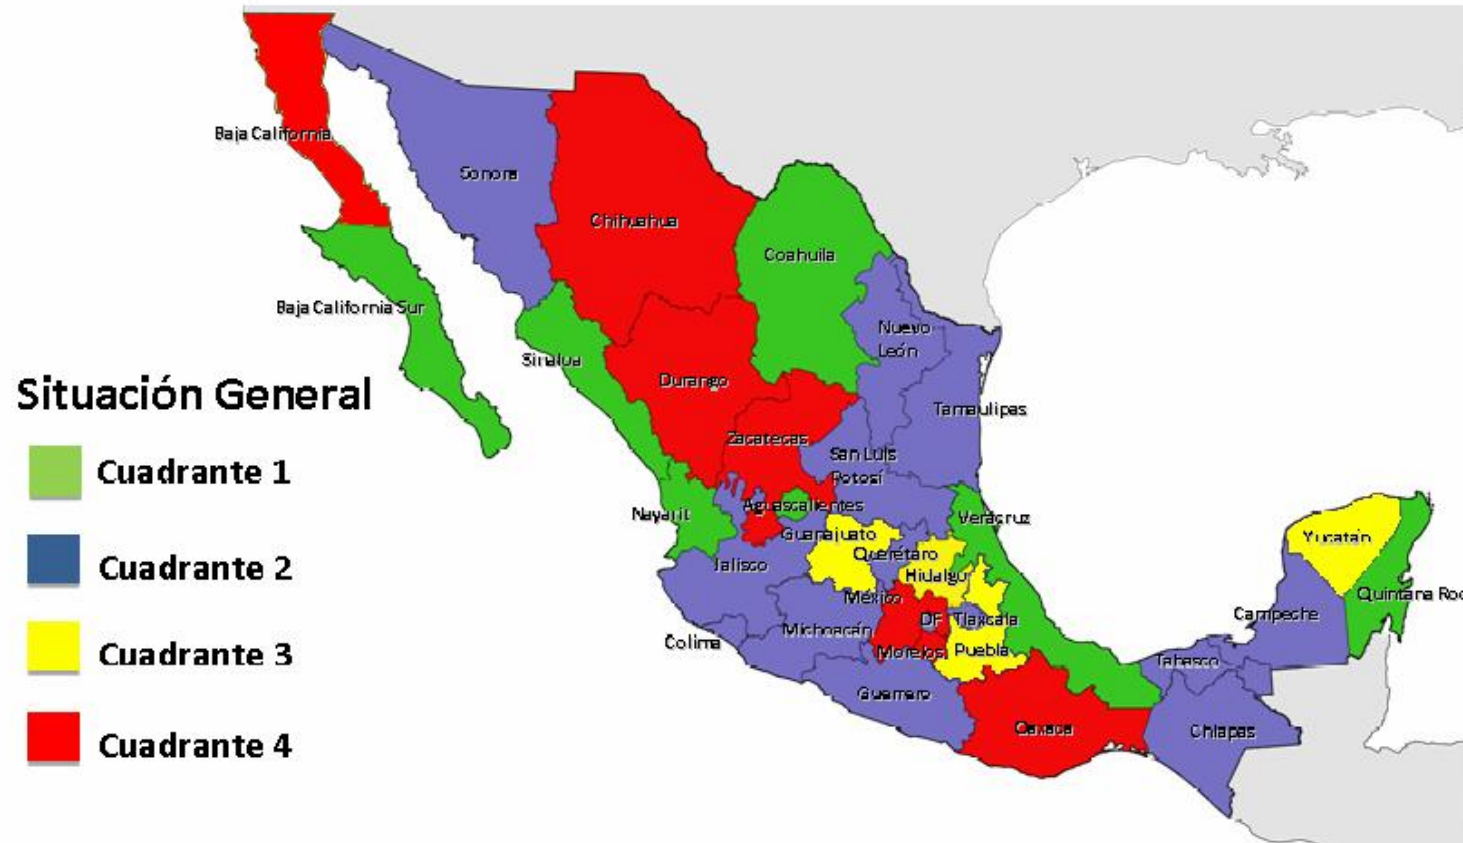 Baja California
Sonora
Chihuahua
Coahuila
Baja California Sur
Nuevo
León
Sinaloa
Durango
Tamaulipas
Zacatecas
San Luis
Potosí
Situación General
Cuadrante 1
Cuadrante 2
Cuadrante 3
Cuadrante 4
Nayarit
Aguascalientes
Veracruz
Guanajuato
Querétaro
Jalisco
Hidalgo
México
DF
Tlaxcala
Colima
Michoacán
Morelos
Puebla
Guerrero
Oaxaca
Yucatán
Quintana Roo
Campeche
Tabasco
Chiapas